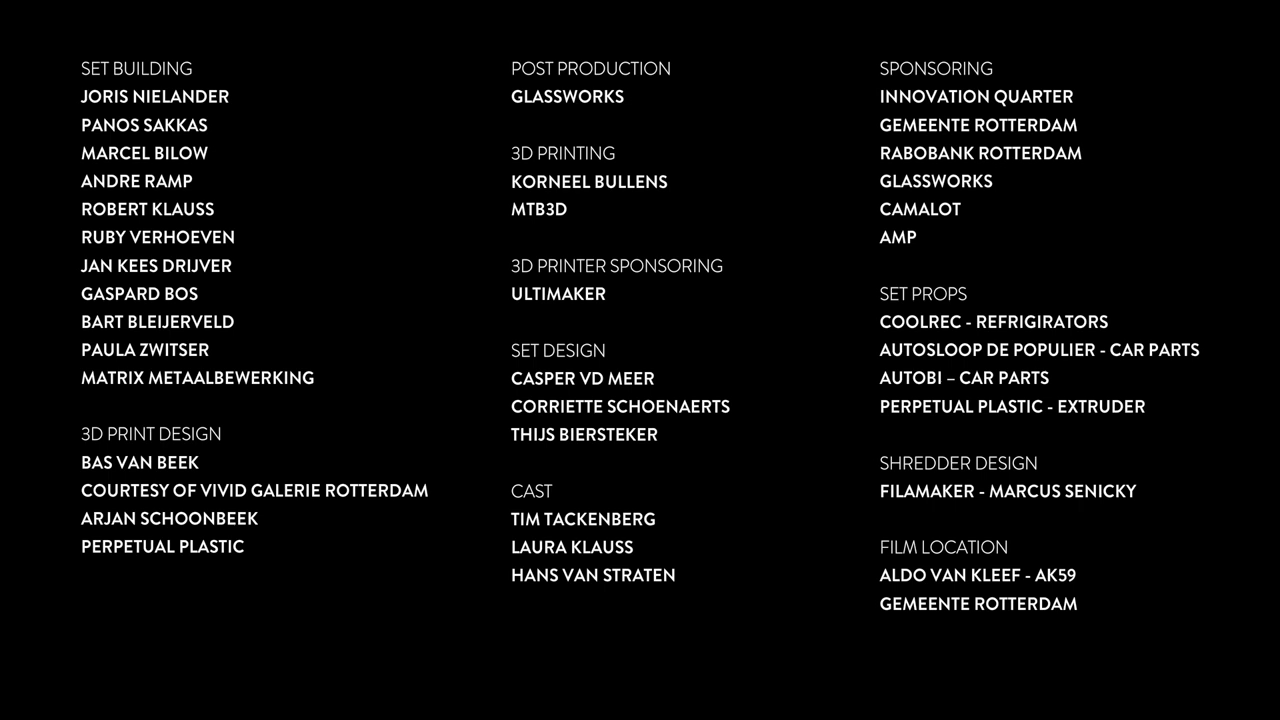 SET BUILDING
JORIS NIELANDER
PANOS SAKKAS
MARCEL BILOW
ANDRE RAMP
ROBERT KLAUSS
RUBY VERHOEVEN
JAN KEES DRIJVER
GASPARD BOS
BART BLEIJERVELD
PAULA ZWITSER
MATRIX METAALBEWERKING
3D PRINT DESIGN
BAS VAN BEEK
COURTESY OF VIVID GALERIE ROTTERDAM
ARJAN SCHOONBEEK
PERPETUAL PLASTIC
POST PRODUCTION
GLASSWORKS
3D PRINTING
KORNEEL BULLENS
MTB3D
3D PRINTER SPONSORING
ULTIMAKER
SET DESIGN
CASPER VD MEER
CORRIETTE SCHOENAERTS
THIJS BIERSTEKER
CAST
TIM TACKENBERG
LAURA KLAUSS
HANS VAN STRATEN
SPONSORING
INNOVATION QUARTER
GEMEENTE ROTTERDAM
RABOBANK ROTTERDAM
GLASSWORKS
CAMALOT
AMP
SET PROPS
COOLREC - REFRIGIRATORS
AUTOSLOOP DE POPULIER - CAR PARTS
AUTOBI – CAR PARTS
PERPETUAL PLASTIC - EXTRUDER
SHREDDER DESIGN
FILAMAKER - MARCUS SENICKY
FILM LOCATION
ALDO VAN KLEEF - AK59
GEMEENTE ROTTERDAM